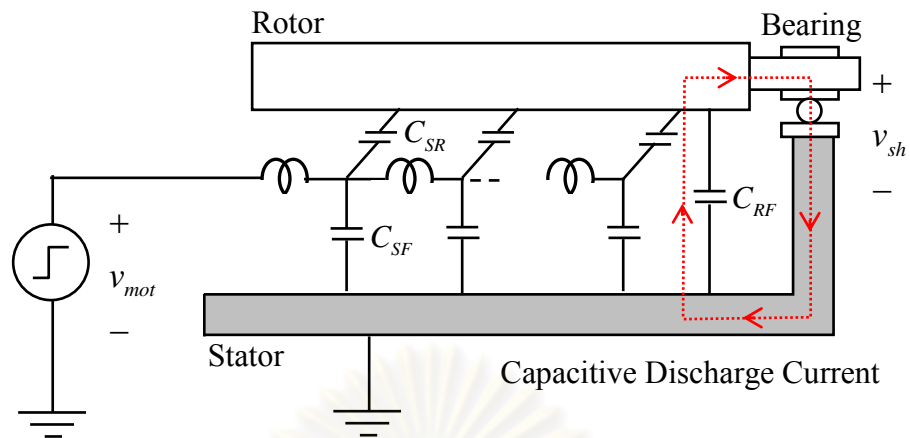 Rotor
Bearing
+
v_sh
−
C_SR
C_SF
C_RF
+
v_mot
−
Stator
Capacitive Discharge Current